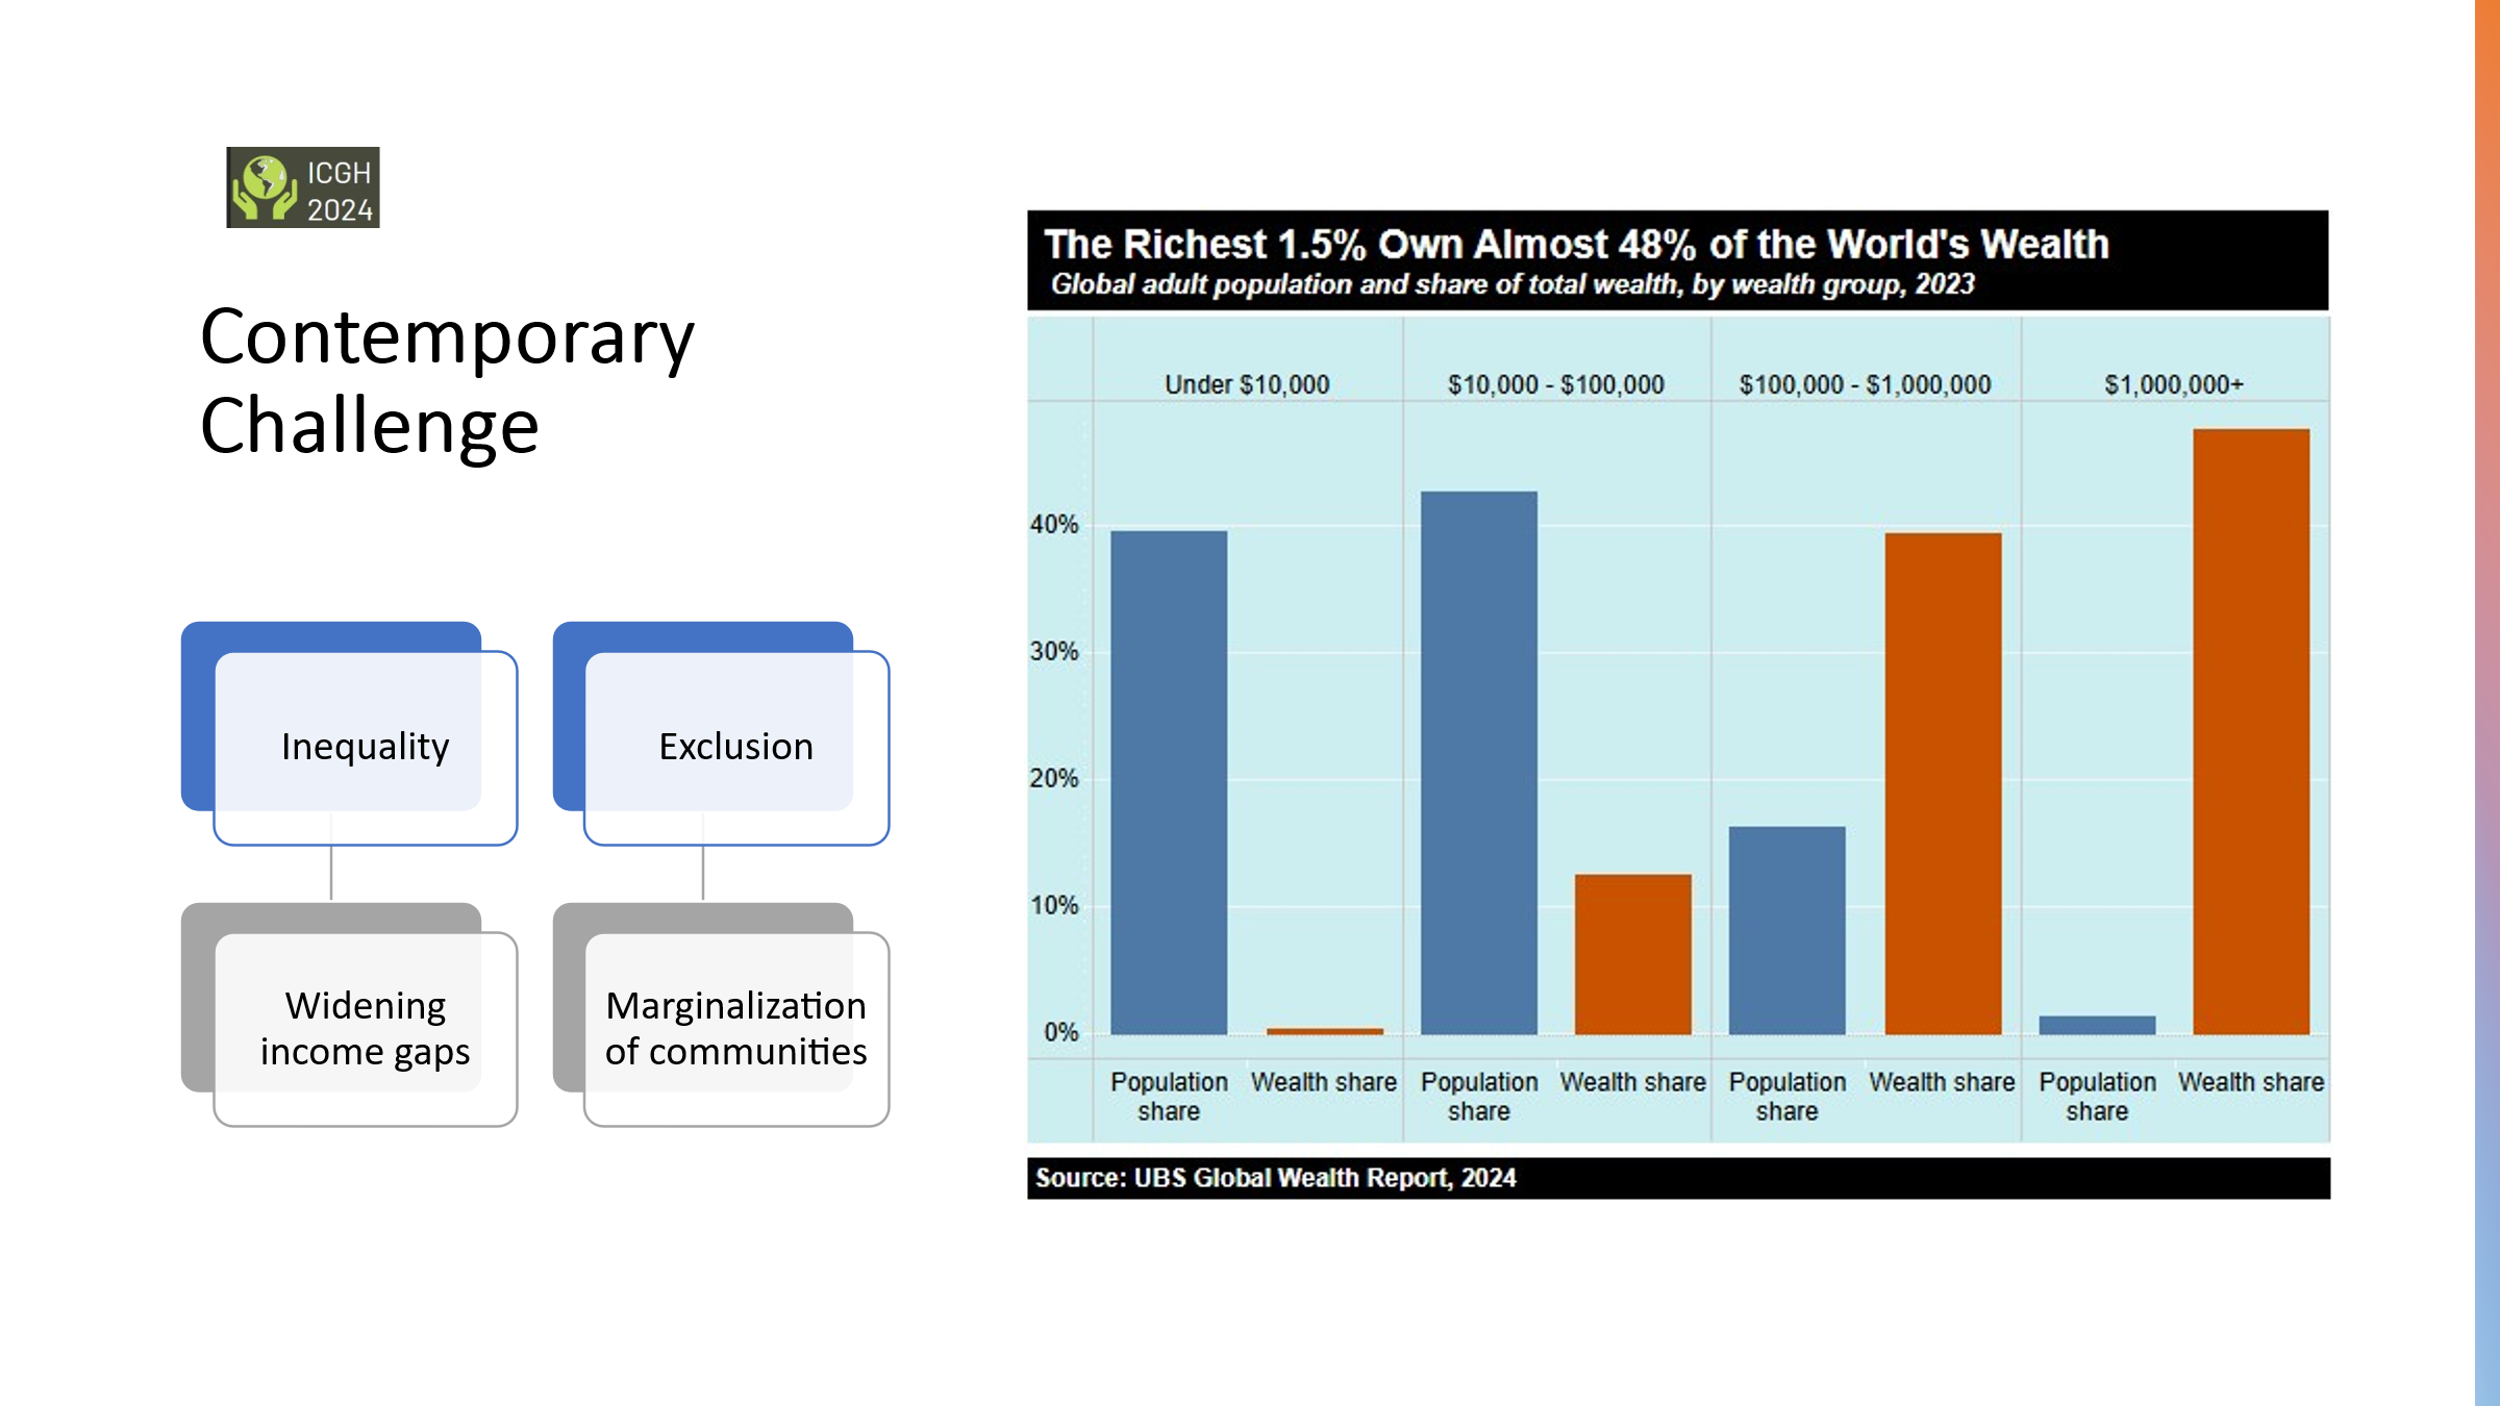 ICGH
2024
Contemporary
Challenge
Inequality
Exclusion
Widening
income gaps
Marginalization
of communities
The Richest 1.5% Own Almost 48% of the World's Wealth
Global adult population and share of total wealth, by wealth group, 2023
Under $10,000
$10,000 - $100,000
$100,000 - $1,000,000
$1,000,000+
40%
30%
20%
10%
0%
Population
share
Wealth share
Population
share
Wealth share
Population
share
Wealth share
Population
share
Wealth share
Source: UBS Global Wealth Report, 2024